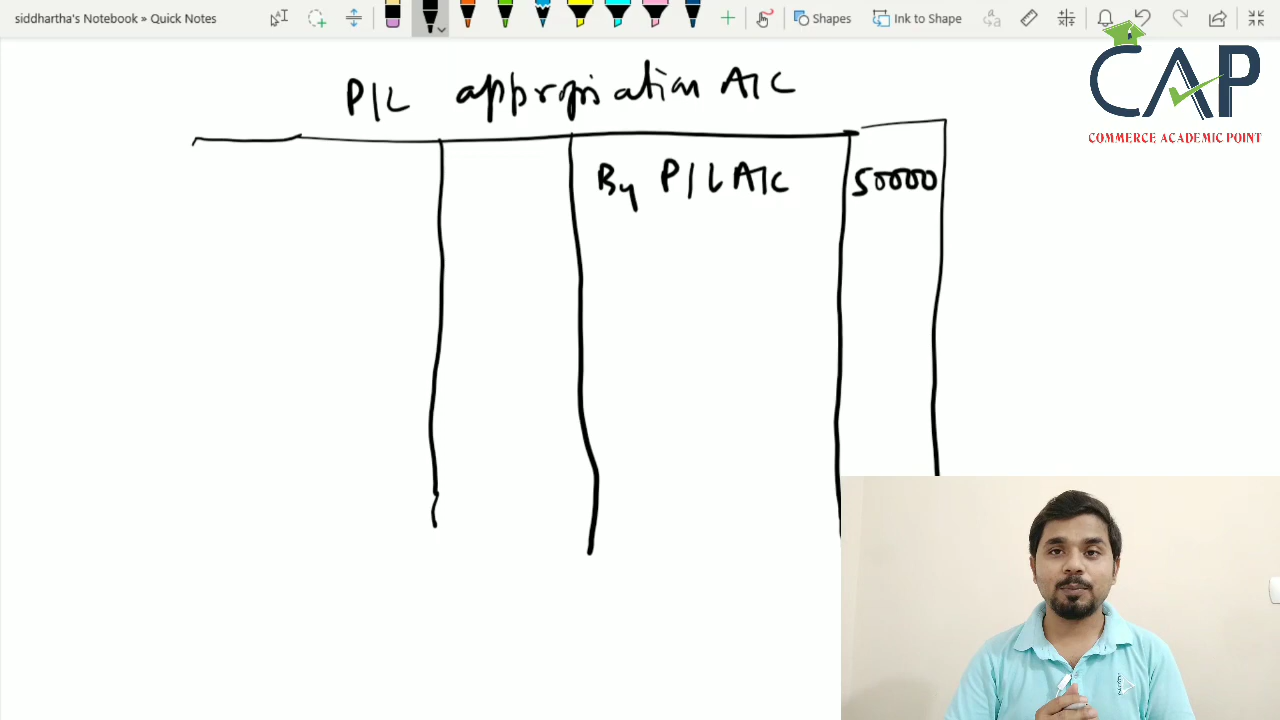 siddhartha's Notebook » Quick Notes
Shapes
Ink to Shape
CAP
COMMERCE ACADEMIC POINT
P/L appropriation A/C
By P/L A/C 50000